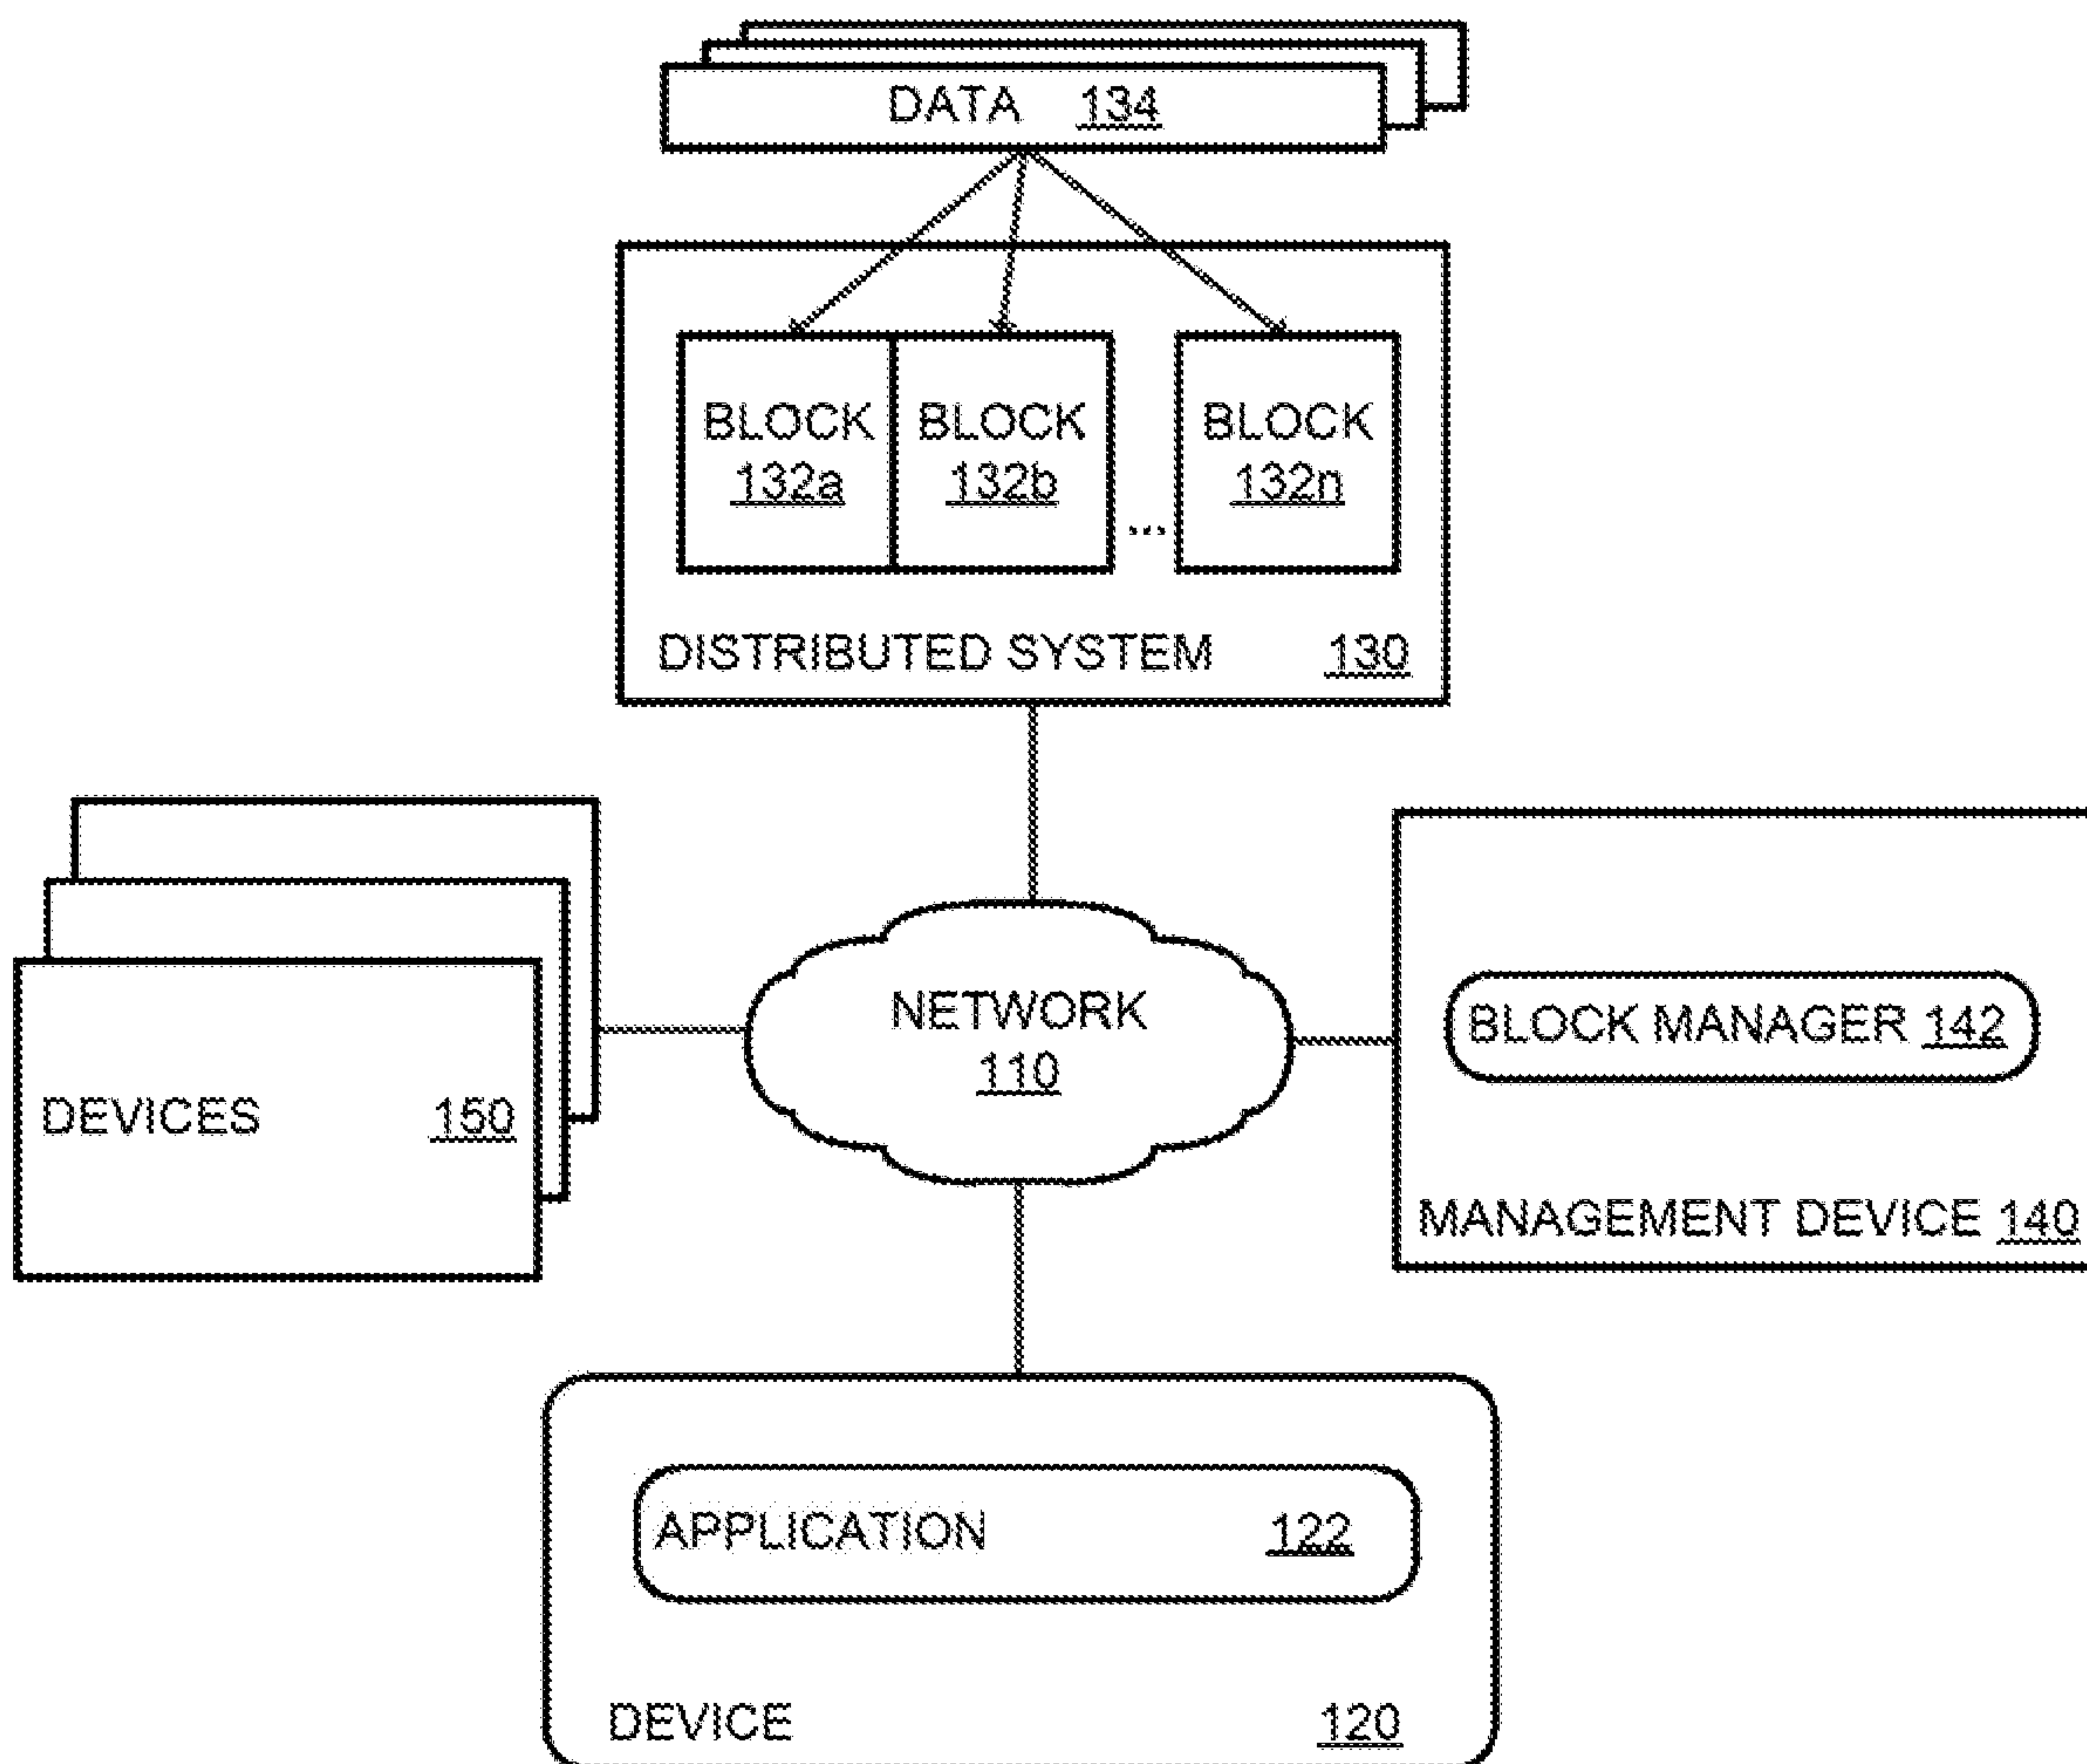 DATA 134
BLOCK BLOCK BLOCK
132a 132b ... 132n
DISTRIBUTED SYSTEM 130
NETWORK
110
BLOCK MANAGER 142
DEVICES 150
MANAGEMENT DEVICE 140
APPLICATION 122
DEVICE 120